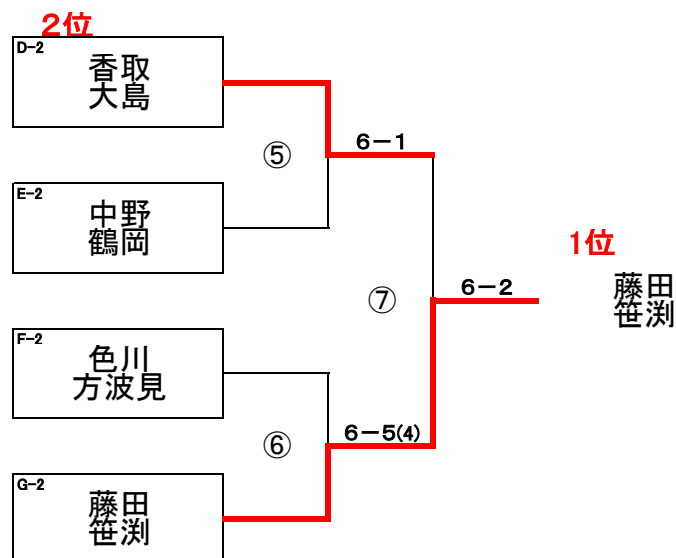 2位
D-2
香取
大島
⑤
6-1
E-2
中野
鶴岡
⑦
6-2
1位
藤田
笹渕
F-2
色川
方波見
⑥
6-5(4)
G-2
藤田
笹渕